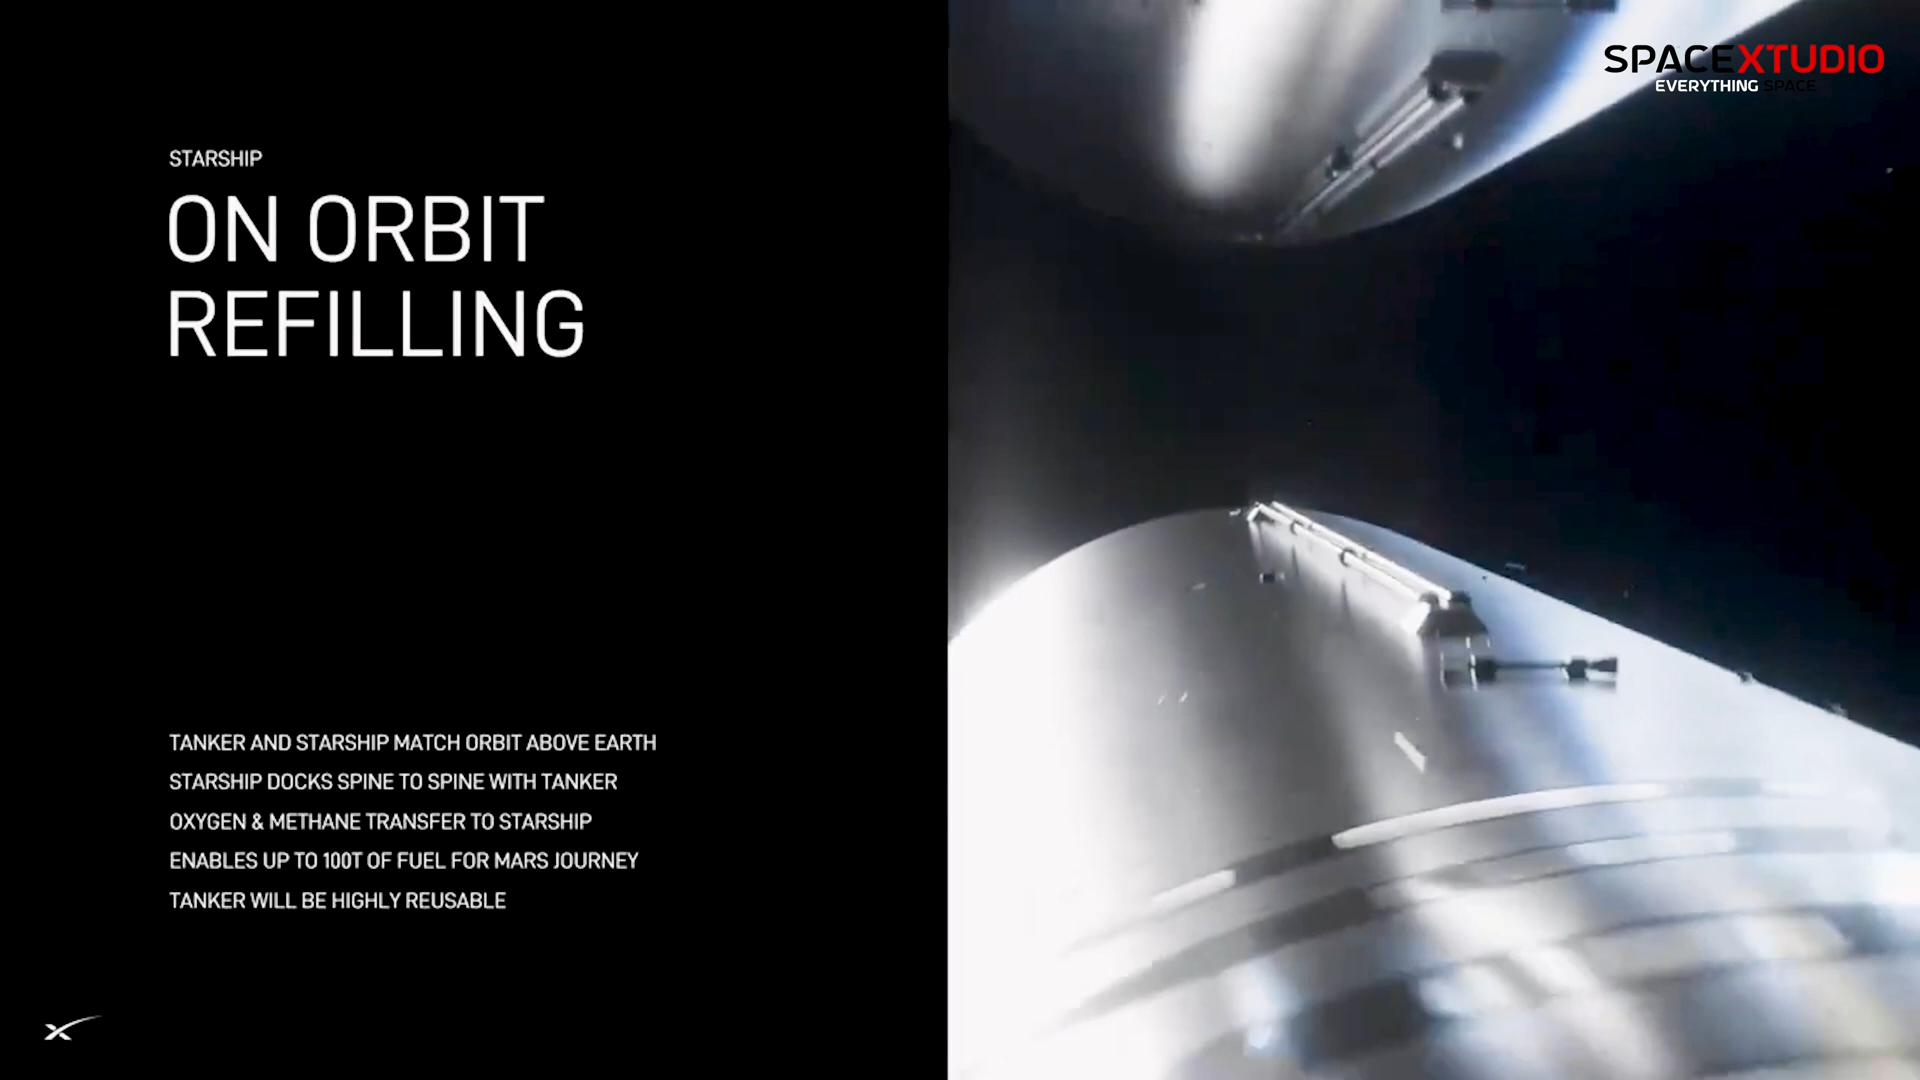 STARSHIP
ON ORBIT
REFILLING
TANKER AND STARSHIP MATCH ORBIT ABOVE EARTH
STARSHIP DOCKS SPINE TO SPINE WITH TANKER
OXYGEN & METHANE TRANSFER TO STARSHIP
ENABLES UP TO 100T OF FUEL FOR MARS JOURNEY
TANKER WILL BE HIGHLY REUSABLE
SPACEXTUDIO
EVERYTHING SPACE